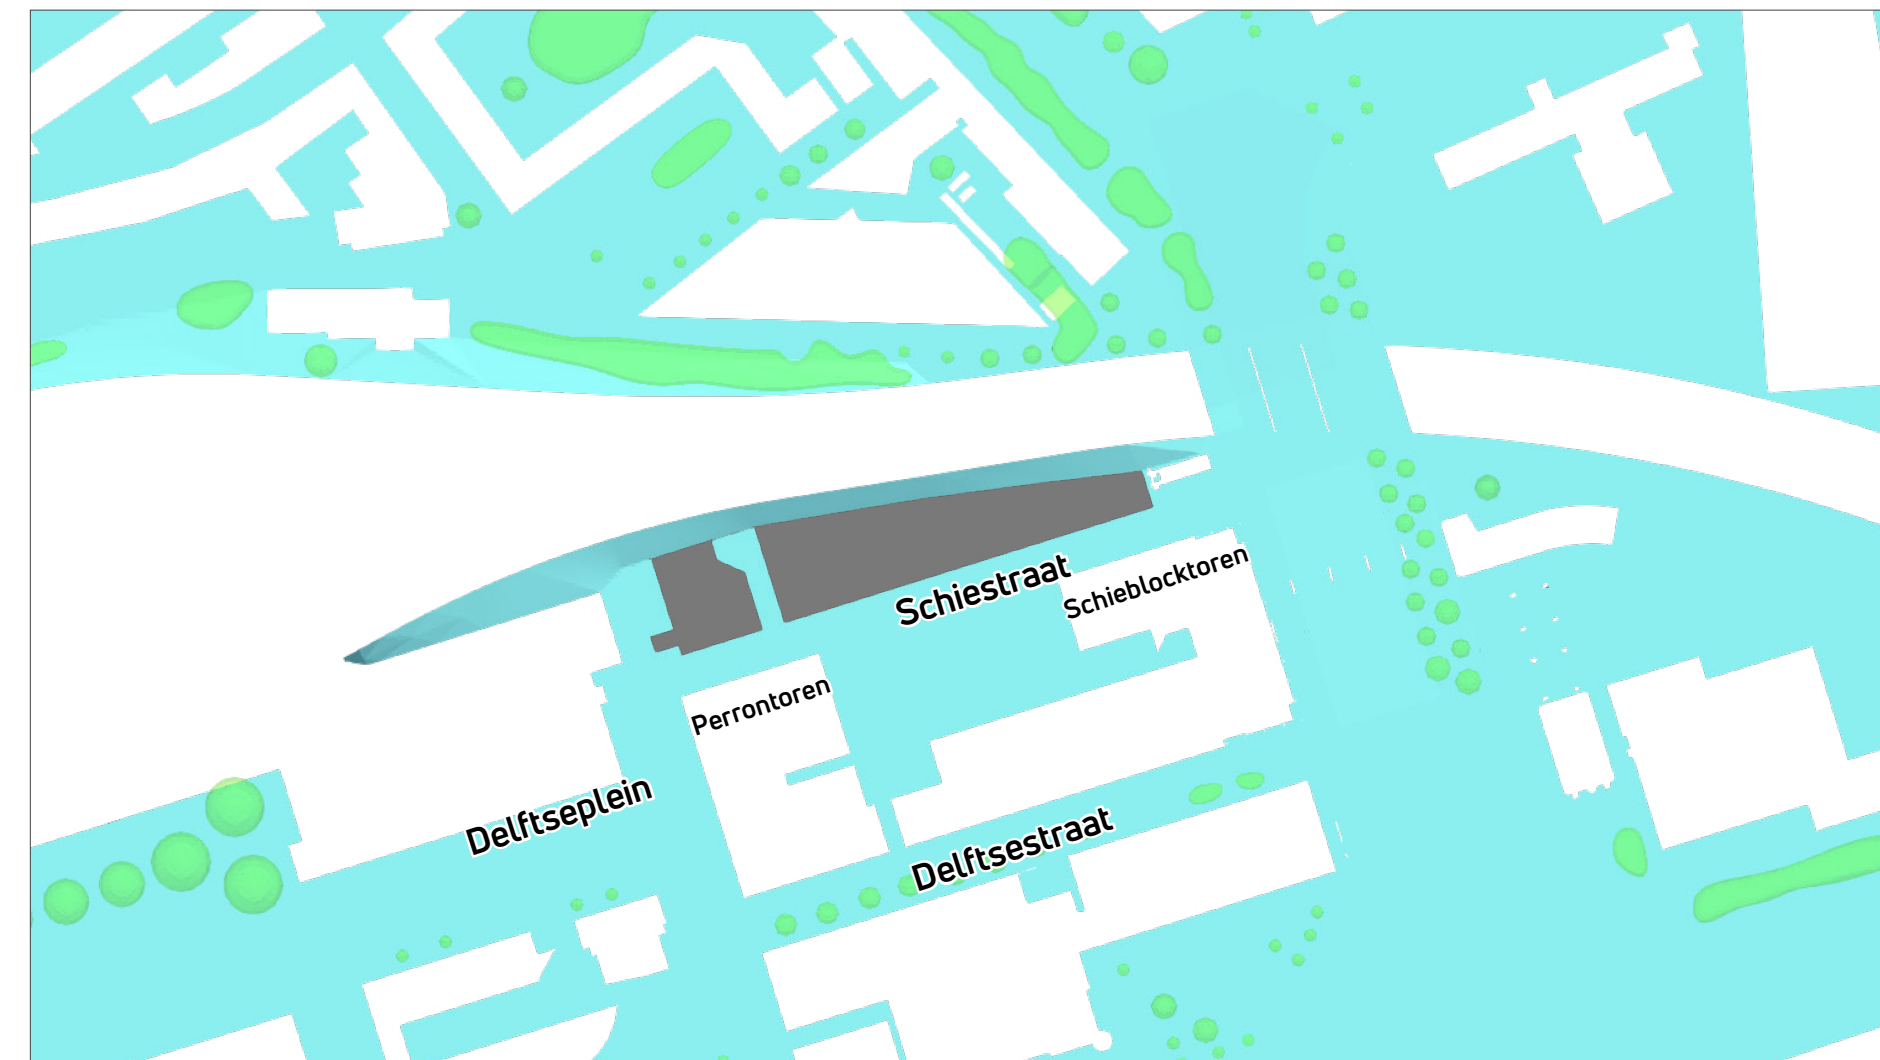 Schiestraat
Schieblocktoren
Perrontoren
Delftseplein
Delftsestraat